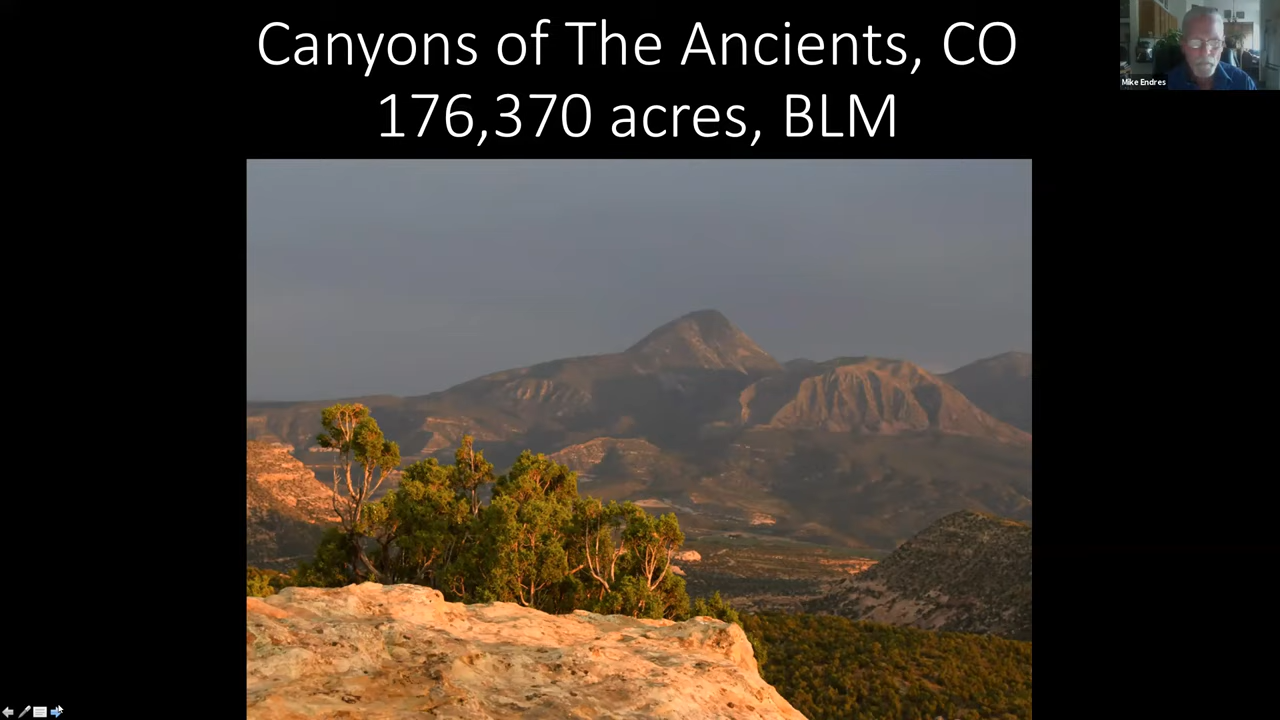 Canyons of The Ancients, CO
176,370 acres, BLM
Mike Endres